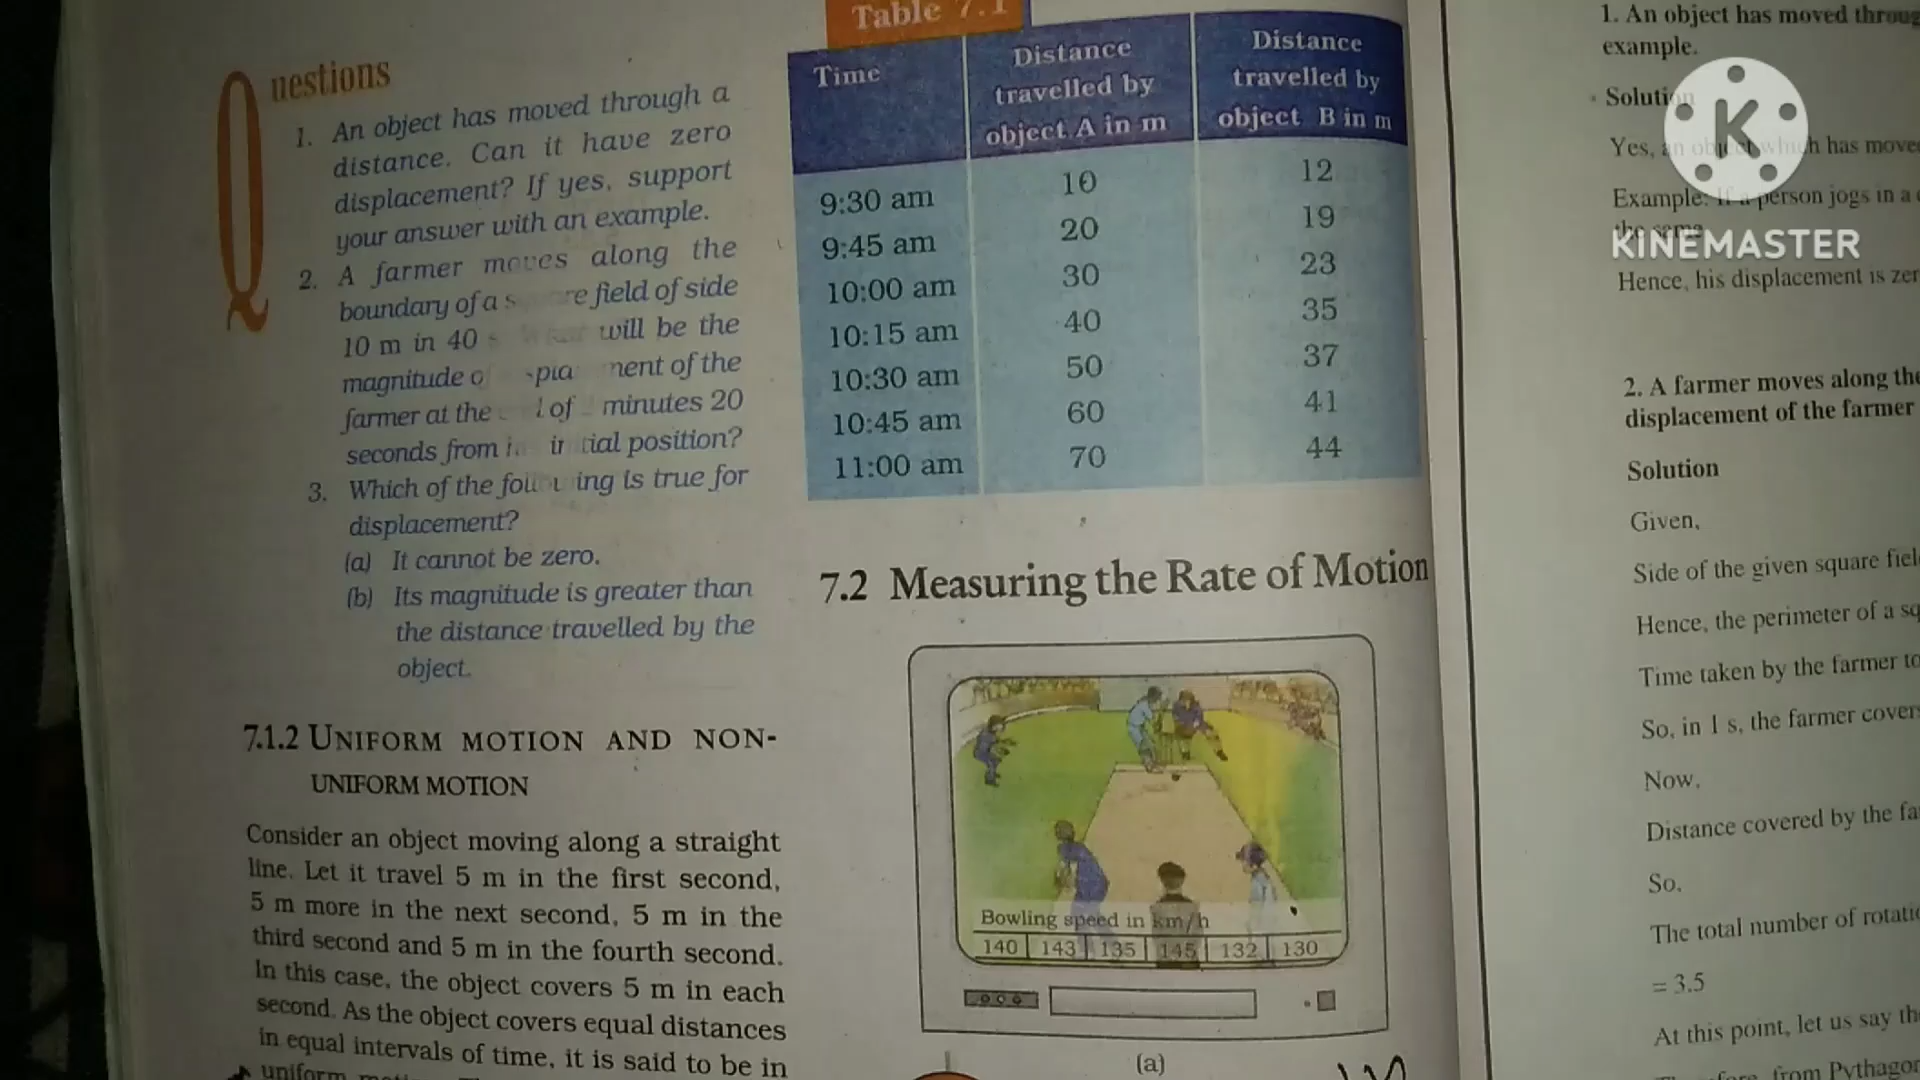 Questions
1. An object has moved through a
distance. Can it have zero
displacement? If yes, support
your answer with an example.
2. A farmer moves along the
boundary of a s re field of side
10 m in 40 s will be the
magnitude o ment of the
farmer at the of minutes 20
seconds from initial position?
3. Which of the following is true for
displacement?
(a) It cannot be zero.
(b) Its magnitude is greater than
the distance travelled by the
object.
7.1.2 UNIFORM MOTION AND NON-
UNIFORM MOTION
Consider an object moving along a straight
line. Let it travel 5 m in the first second,
5 m more in the next second, 5 m in the
third second and 5 m in the fourth second.
In this case, the object covers 5 m in each
second. As the object covers equal distances
in equal intervals of time, it is said to be in
uniform
Table 7.1
Time Distance travelled by object A in m Distance travelled by object B in m
9:30 am 10 12
9:45 am 20 19
10:00 am 30 23
10:15 am 40 35
10:30 am 50 37
10:45 am 60 41
11:00 am 70 44
7.2 Measuring the Rate of Motion
Bowling speed in km/h
140 143 135 145 132 130
(a)
1. An object has moved throug
example.
Solution
Yes, an object which has move
Example: If a person jogs in a
the same
Hence, his displacement is zer
2. A farmer moves along the
displacement of the farmer
Solution
Given,
Side of the given square fiel
Hence, the perimeter of a sq
Time taken by the farmer to
So, in 1 s, the farmer covers
Now,
Distance covered by the fa
So,
The total number of rotati
= 3.5
At this point, let us say th
from Pythagor
K
KINEMASTER